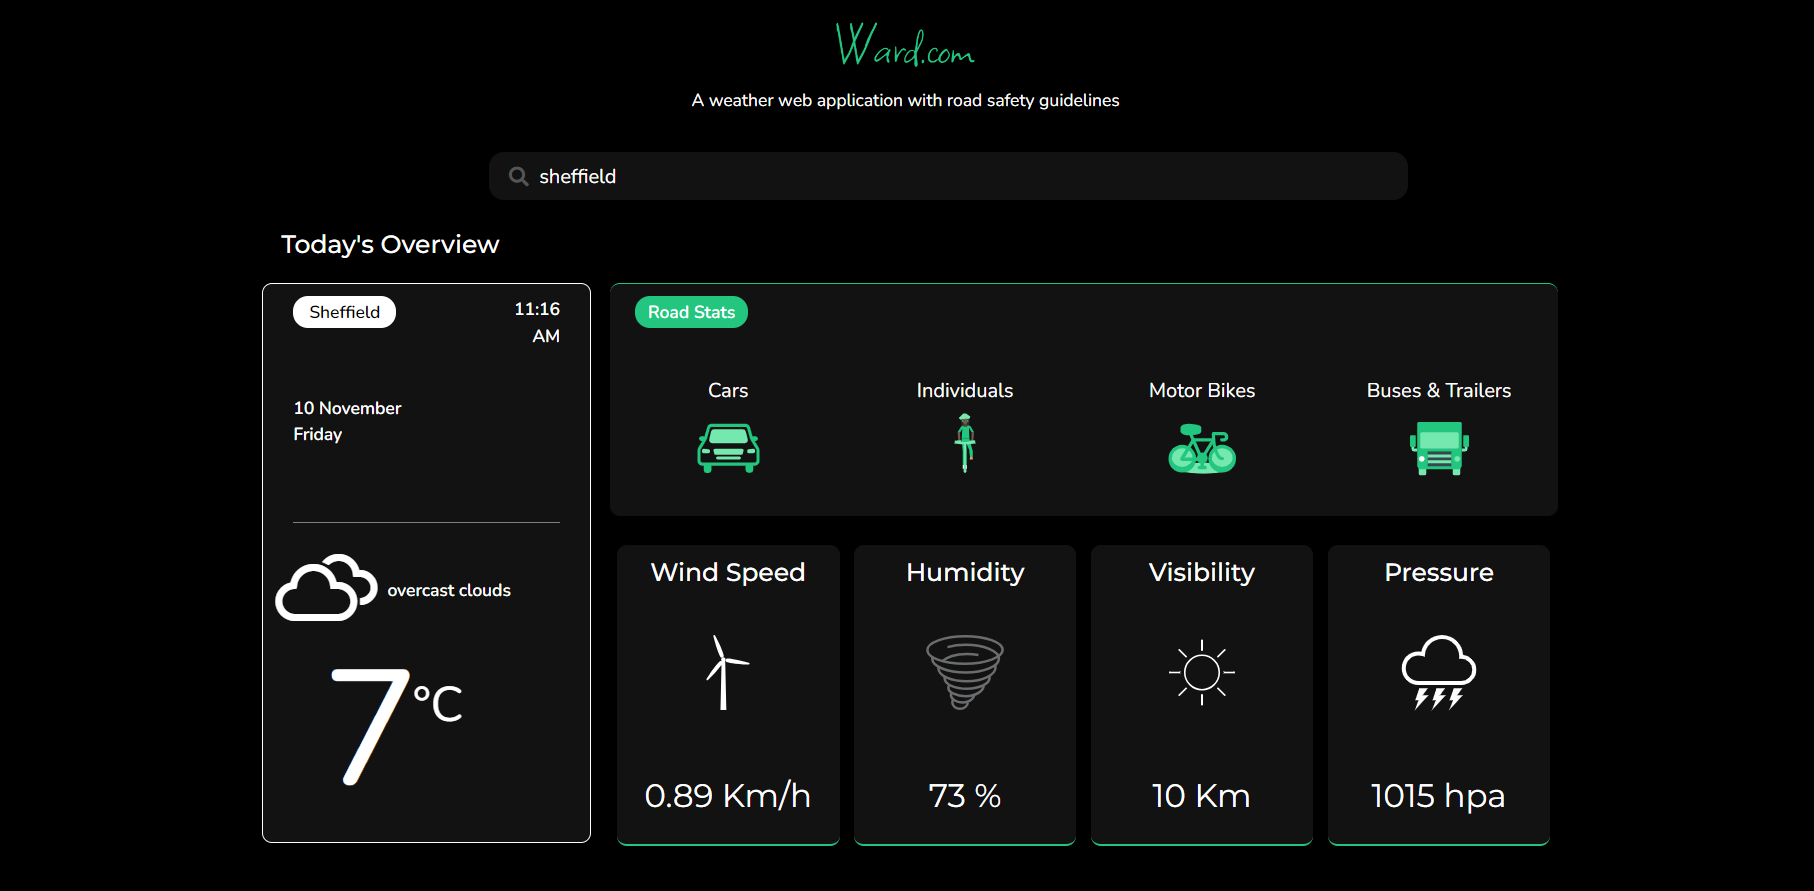 Ward.com
A weather web application with road safety guidelines
sheffield
Today's Overview
Sheffield
11:16
AM
10 November
Friday
overcast clouds
7°C
Road Stats
Cars
Individuals
Motor Bikes
Buses & Trailers
Wind Speed
0.89 Km/h
Humidity
73 %
Visibility
10 Km
Pressure
1015 hpa